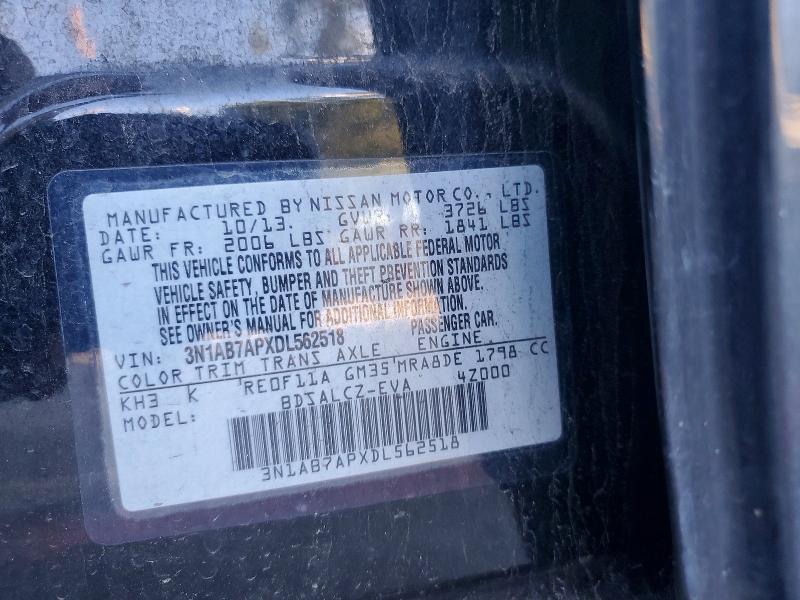 MANUFACTURED BY NISSAN MOTOR CO., LTD.
DATE: 10/13. GVWR: 3726 LBS
GAWR FR: 2006 LBS GAWR RR: 1841 LBS
THIS VEHICLE CONFORMS TO ALL APPLICABLE FEDERAL MOTOR
VEHICLE SAFETY, BUMPER AND THEFT PREVENTION STANDARDS
IN EFFECT ON THE DATE OF MANUFACTURE SHOWN ABOVE.
SEE OWNER'S MANUAL FOR ADDITIONAL INFORMATION.
VIN: 3N1AB7APXDL562518 PASSENGER CAR.
COLOR TRIM TRANS AXLE ENGINE
KH3 K RE0F11A GM35 MRA8DE 1798 CC
MODEL: BDSALCZ-EVA 4Z000
3N1AB7APXDL562518